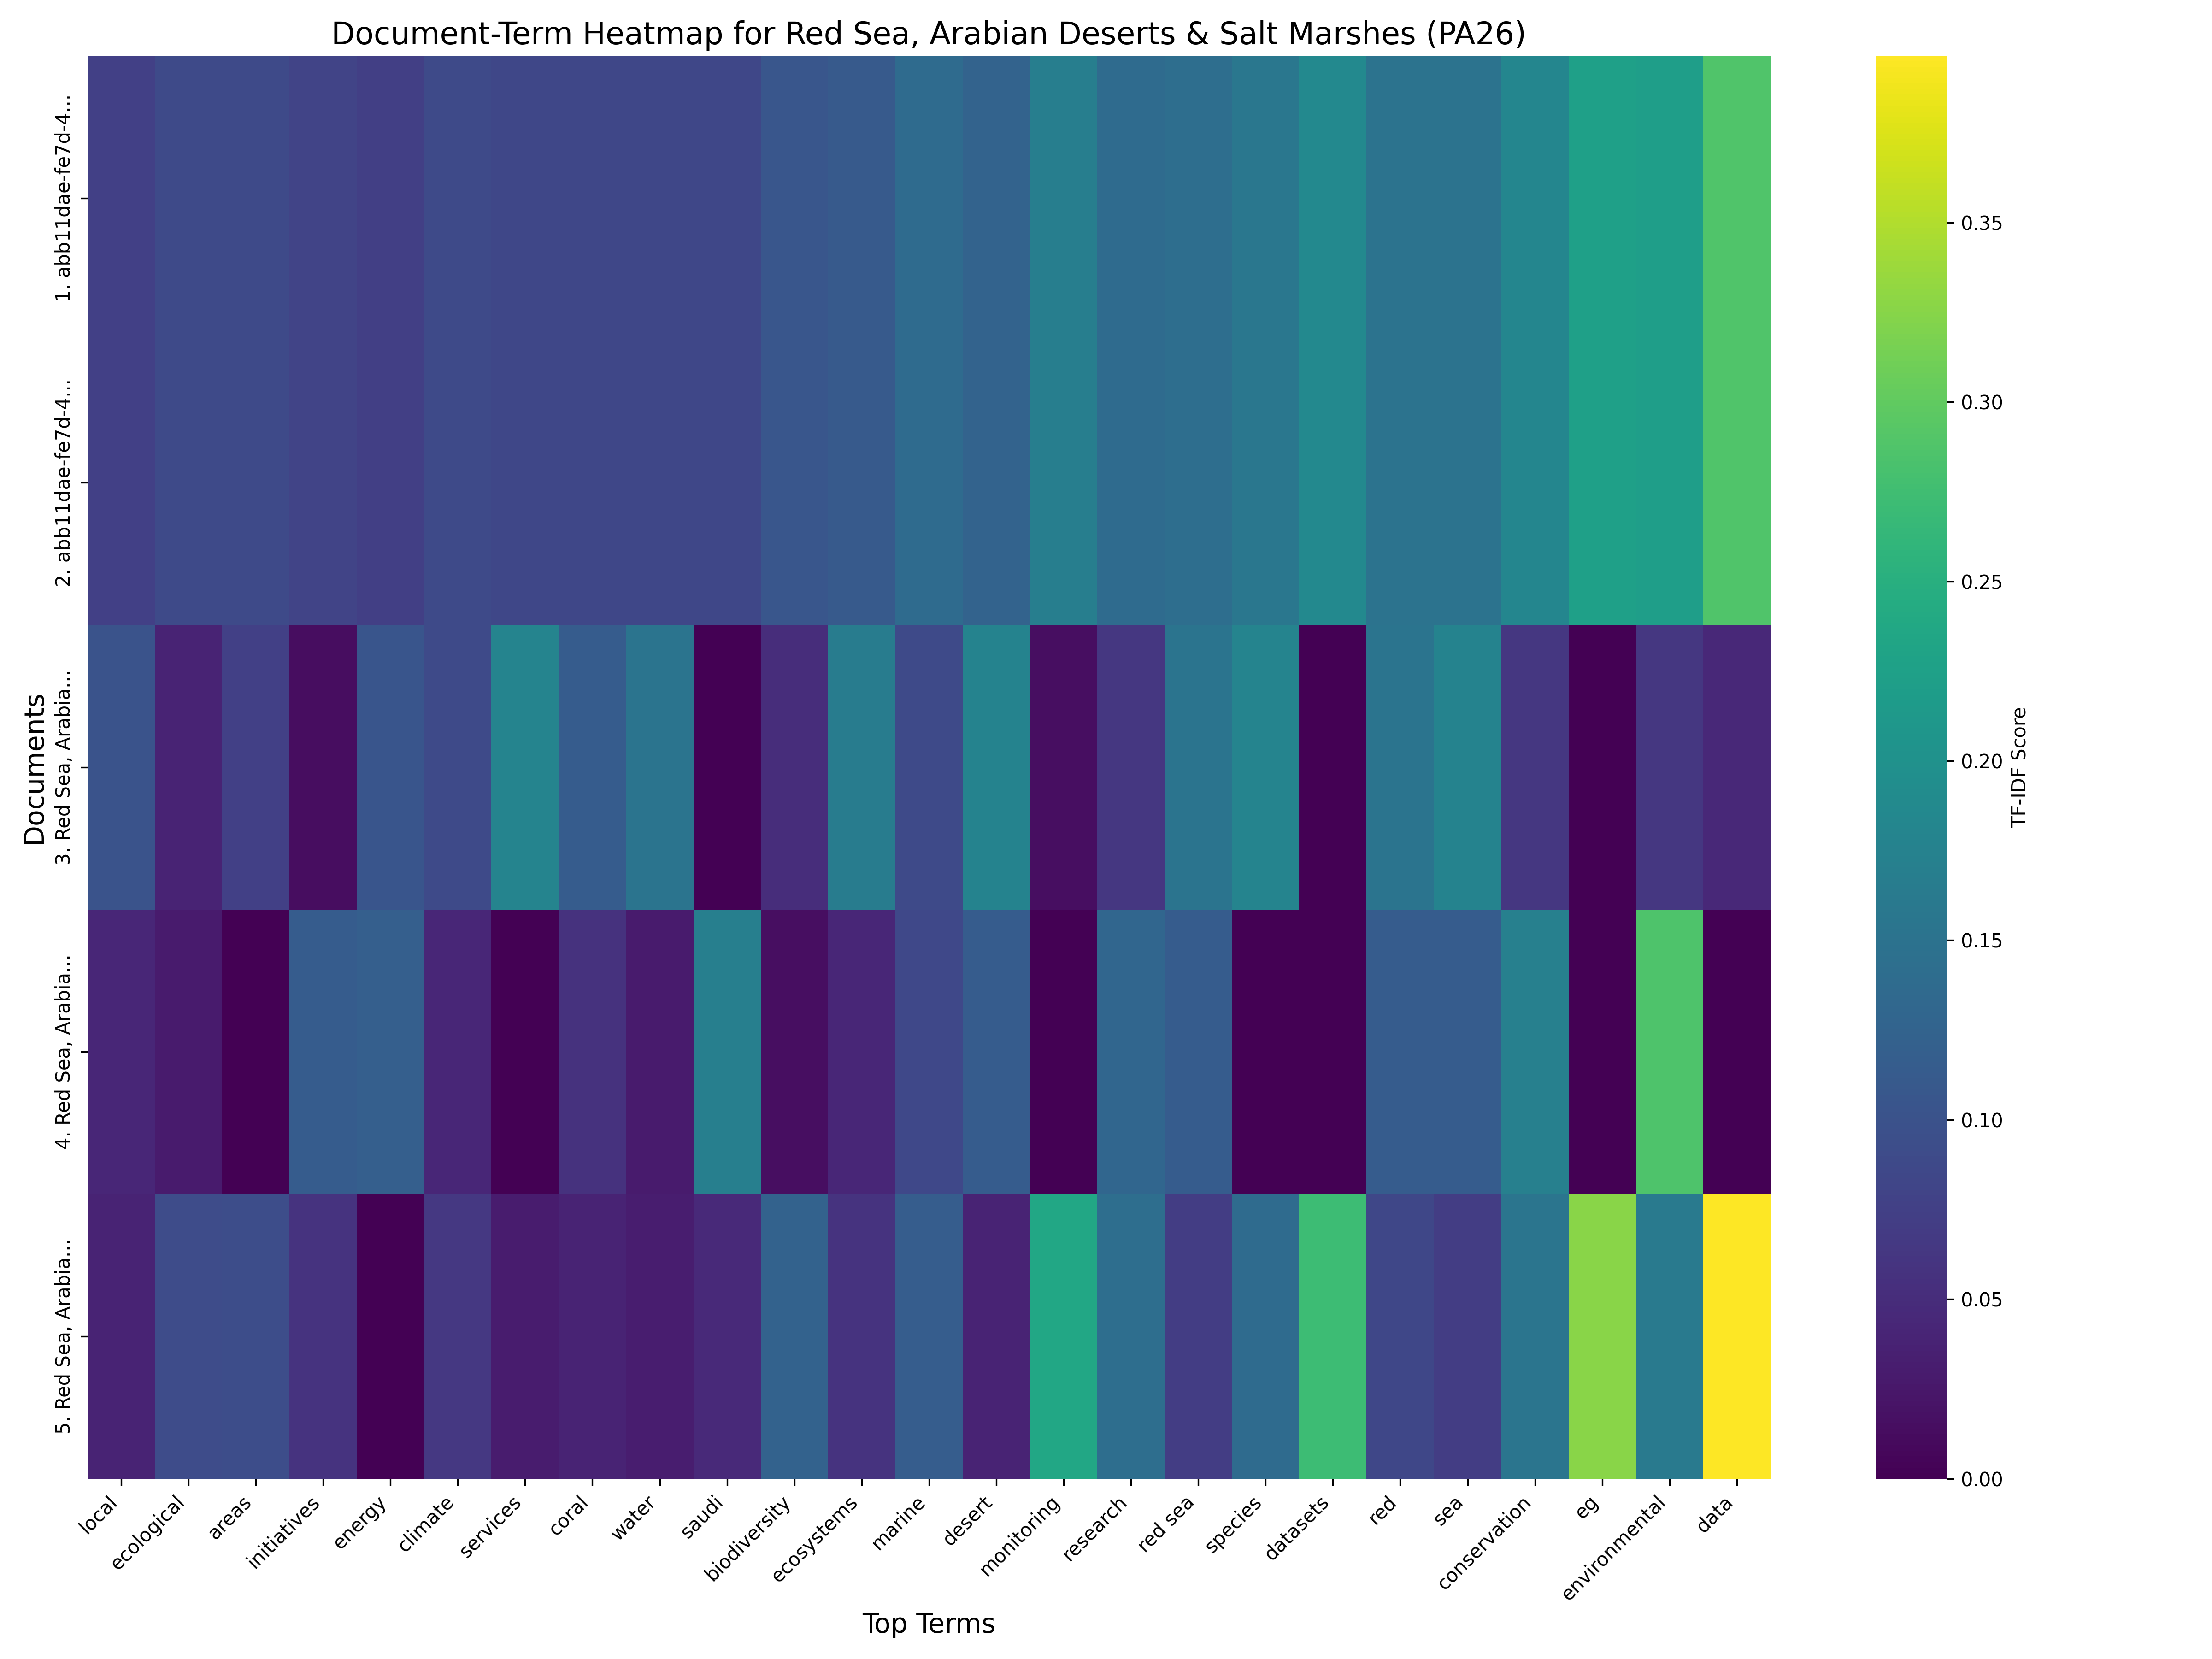 Document-Term Heatmap for Red Sea, Arabian Deserts & Salt Marshes (PA26)
Documents
1. abb11dae-fe7d-4...
2. abb11dae-fe7d-4...
3. Red Sea, Arabia...
4. Red Sea, Arabia...
5. Red Sea, Arabia...
local
ecological
areas
initiatives
energy
climate
services
coral
water
saudi
biodiversity
ecosystems
marine
desert
monitoring
research
red sea
species
datasets
red
sea
conservation
eg
environmental
data
Top Terms
0.35
0.30
0.25
0.20
0.15
0.10
0.05
0.00
TF-IDF Score